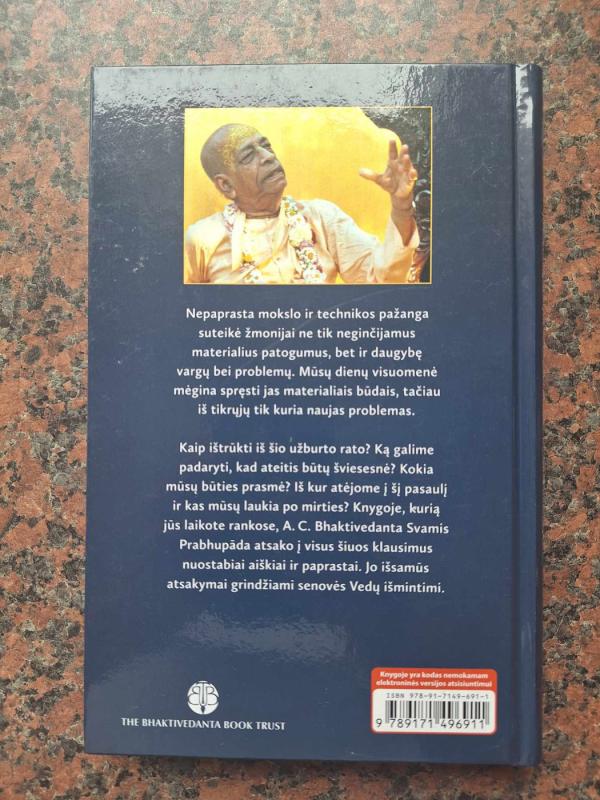 Nepaprasta mokslo ir technikos pažanga
suteikė žmonijai ne tik neginčijamus
materialius patogumus, bet ir daugybę
vargų bei problemų. Mūsų dienų visuomenė
mėgina spręsti jas materialiais būdais, tačiau
iš tikrųjų tik kuria naujas problemas.
Kaip ištrūkti iš šio užburto rato? Ką galime
padaryti, kad ateitis būtų šviesesnė? Kokia
mūsų būties prasmė? Iš kur atėjome į šį pasaulį
ir kas mūsų laukia po mirties? Knygoje, kurią
jūs laikote rankose, A. C. Bhaktivedanta Svamis
Prabhupāda atsako į visus šiuos klausimus
nuostabiai aiškiai ir paprastai. Jo išsamūs
atsakymai grindžiami senovės Vedų išmintimi.
Knygoje yra kodas nemokamam
elektroninės versijos atsisiuntimui
ISBN 978-91-7149-691-1
9 789171 496911
BB
THE BHAKTIVEDANTA BOOK TRUST